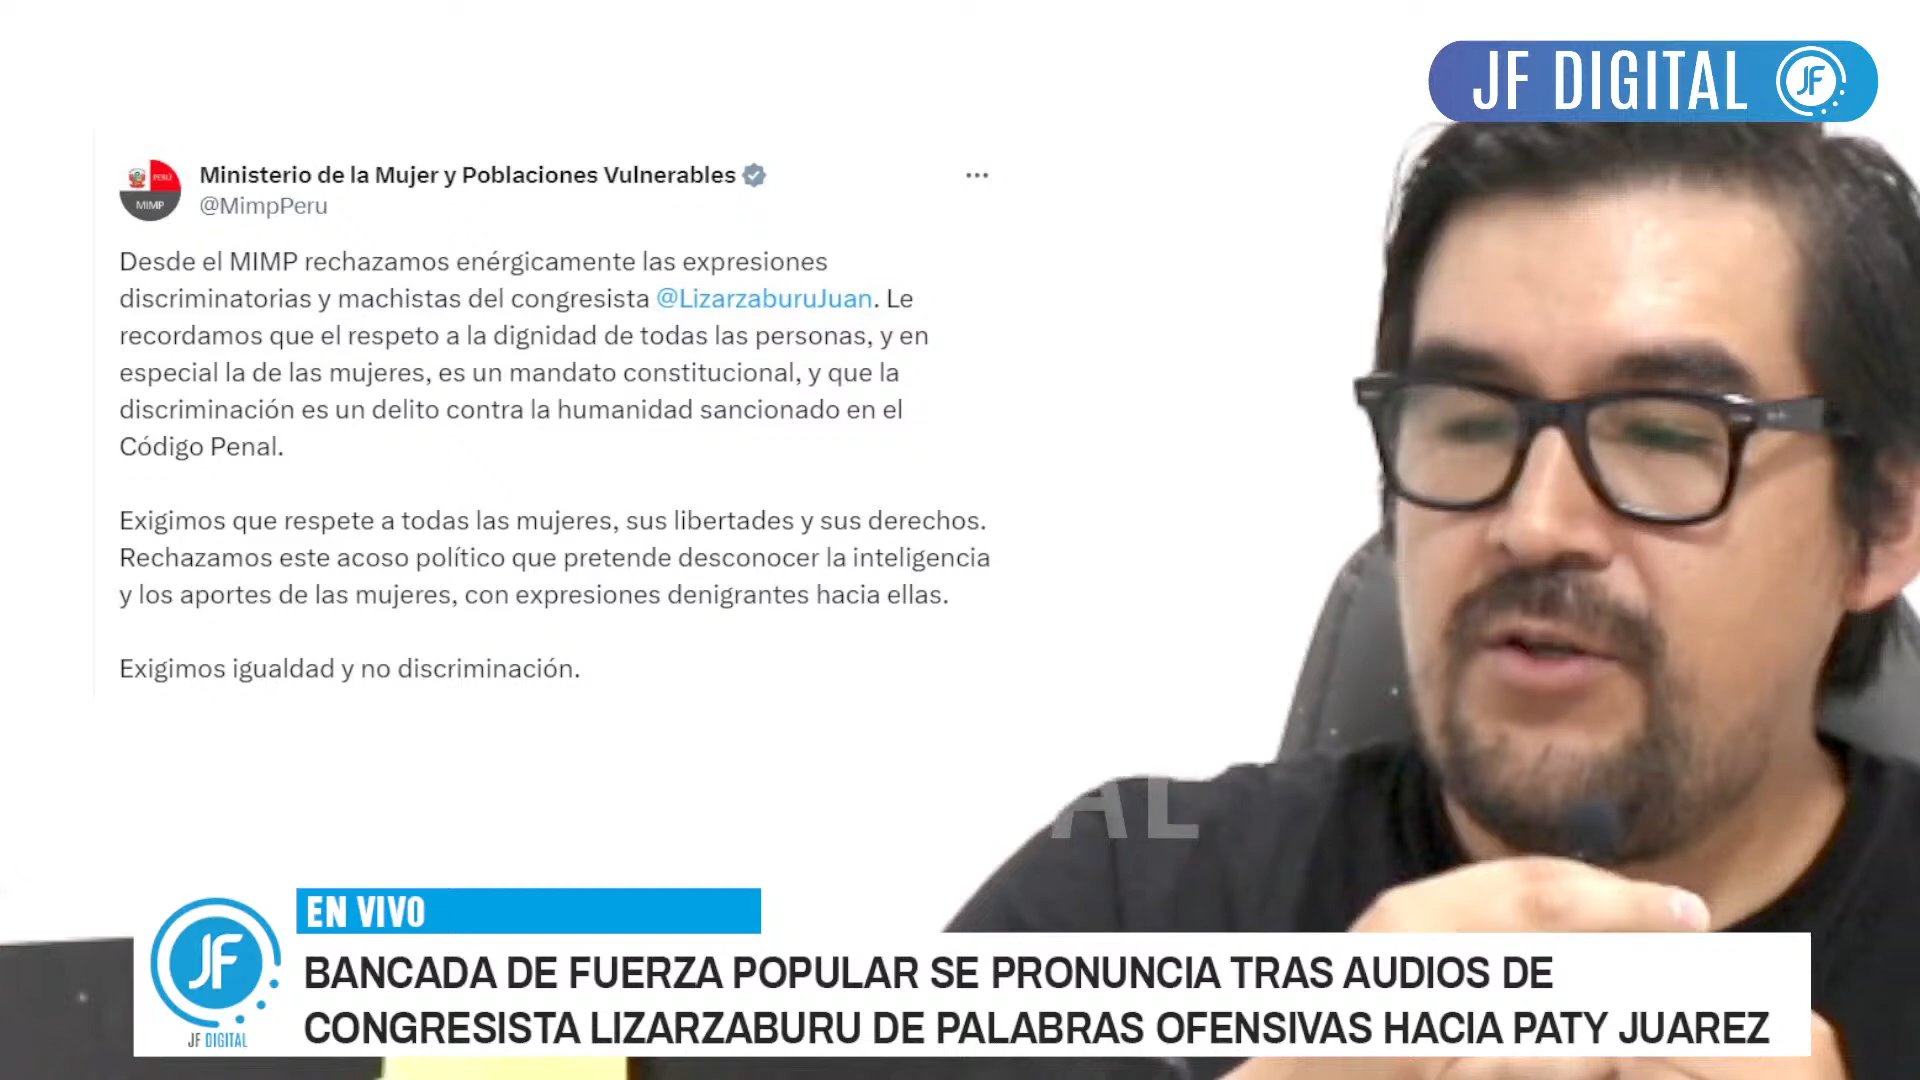 JF DIGITAL
JF
PERÚ
MIMP
Ministerio de la Mujer y Poblaciones Vulnerables
@MimpPeru
Desde el MIMP rechazamos enérgicamente las expresiones
discriminatorias y machistas del congresista @LizarzaburuJuan. Le
recordamos que el respeto a la dignidad de todas las personas, y en
especial la de las mujeres, es un mandato constitucional, y que la
discriminación es un delito contra la humanidad sancionado en el
Código Penal.
Exigimos que respete a todas las mujeres, sus libertades y sus derechos.
Rechazamos este acoso político que pretende desconocer la inteligencia
y los aportes de las mujeres, con expresiones denigrantes hacia ellas.
Exigimos igualdad y no discriminación.
AL
EN VIVO
JF
JF DIGITAL
BANCADA DE FUERZA POPULAR SE PRONUNCIA TRAS AUDIOS DE
CONGRESISTA LIZARZABURU DE PALABRAS OFENSIVAS HACIA PATY JUAREZ